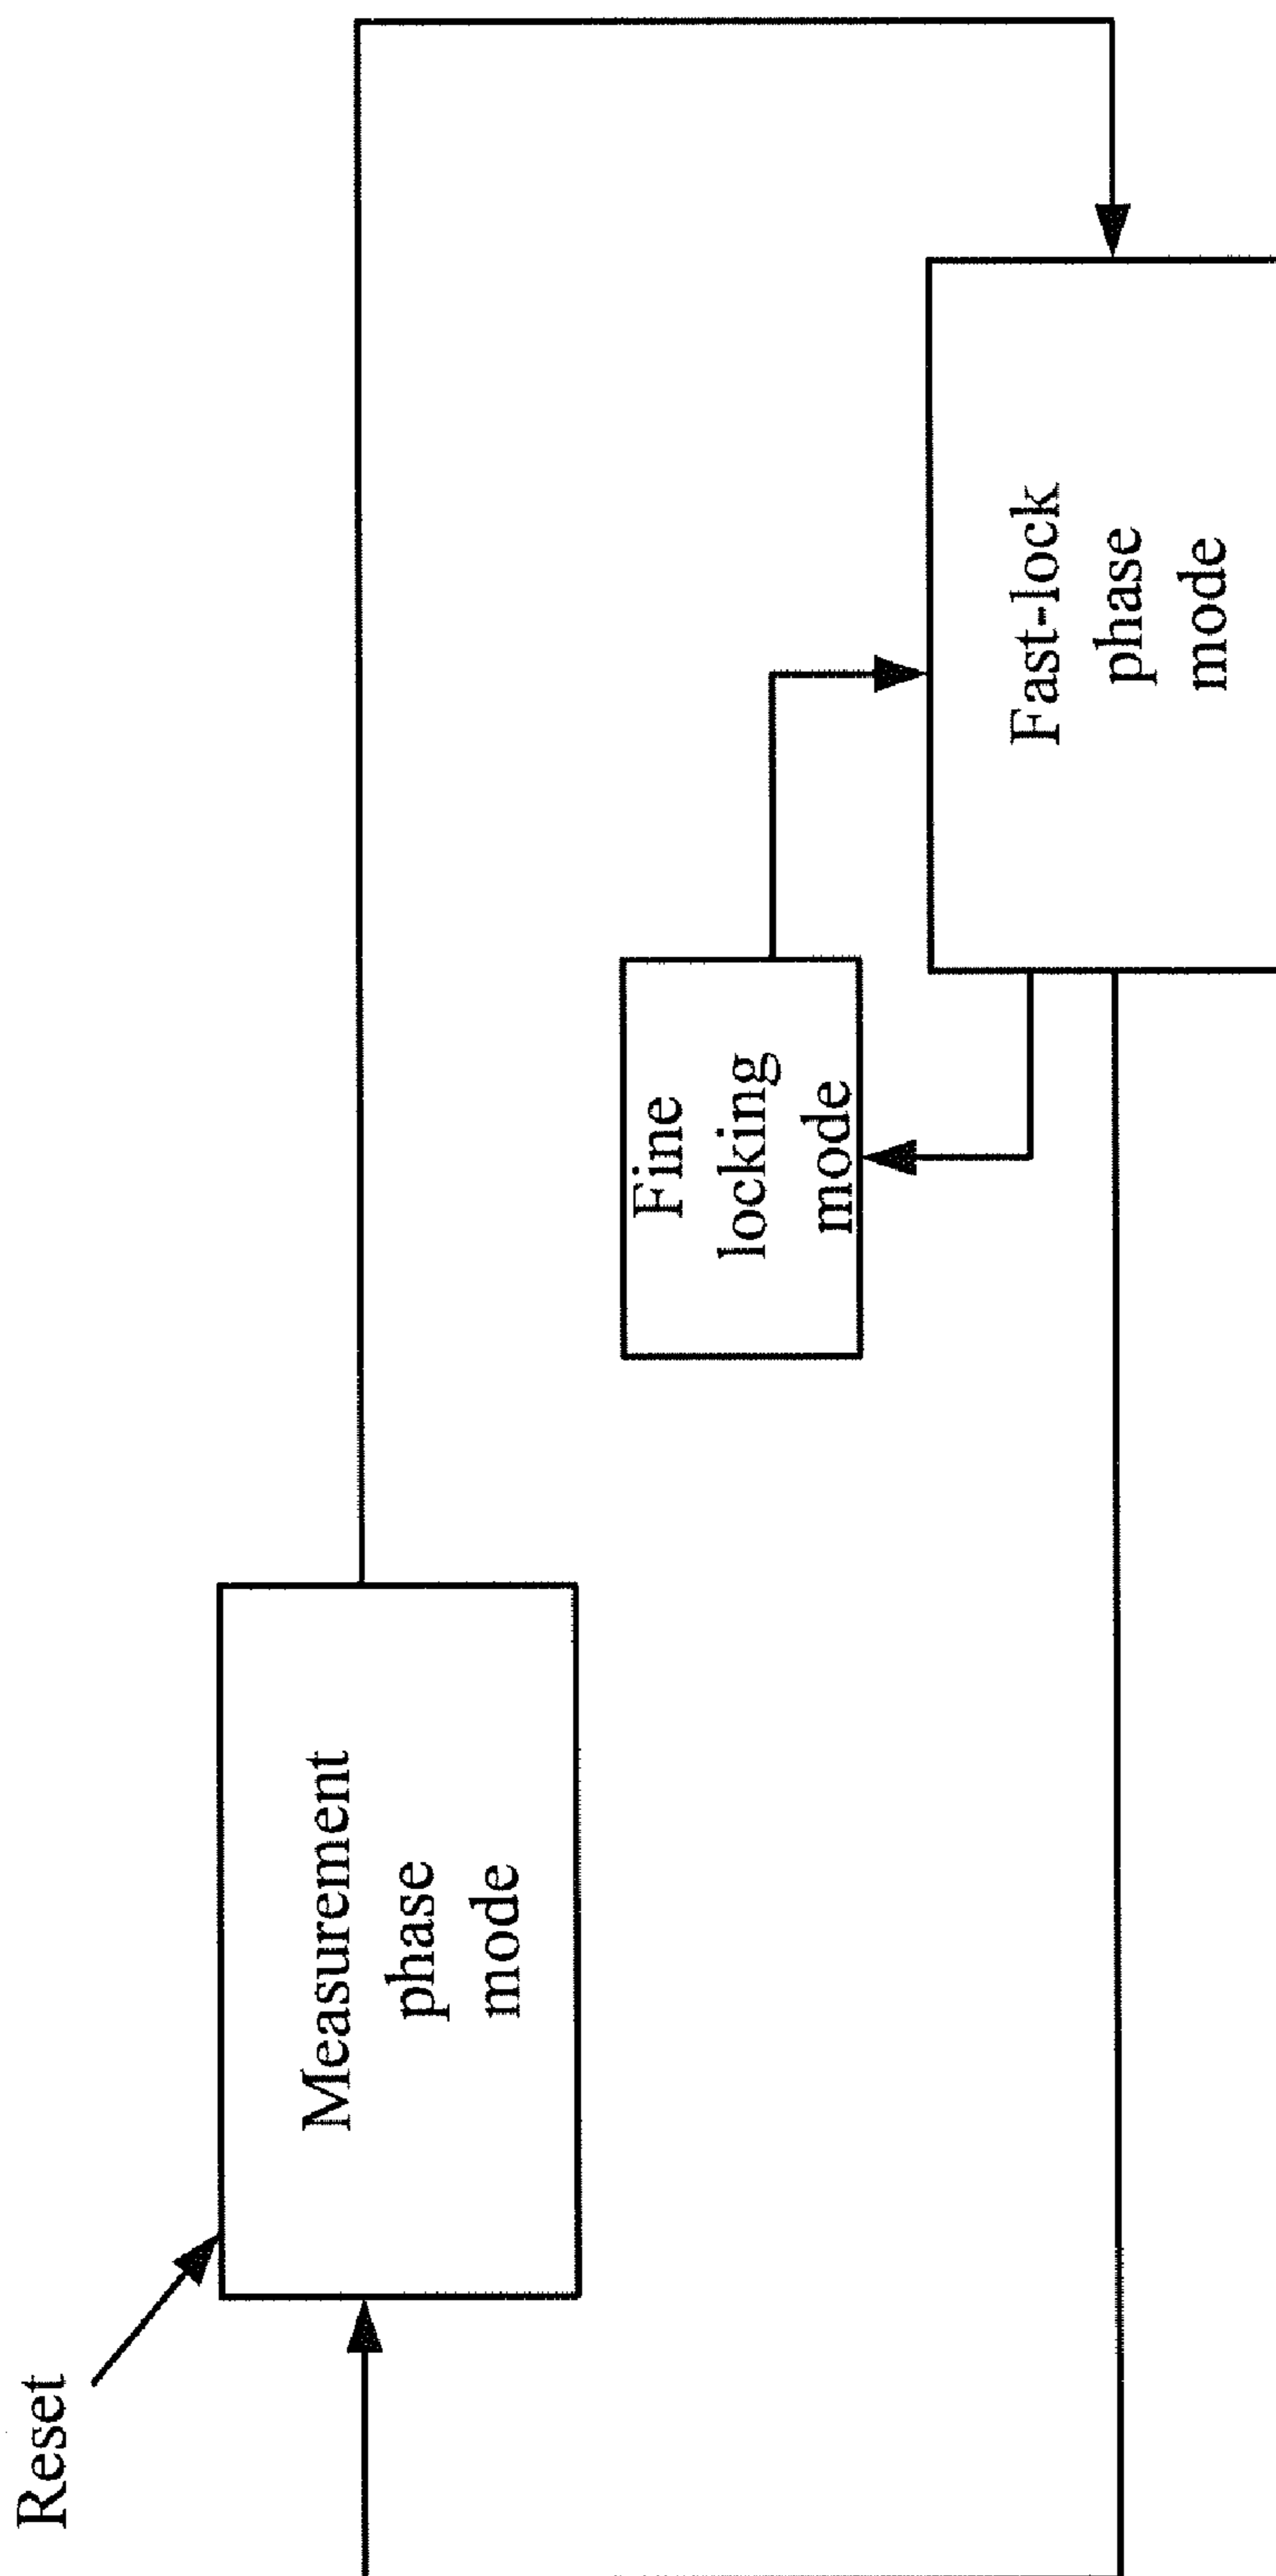 Reset
Measurement
phase
mode
Fine
locking
mode
Fast-lock
phase
mode